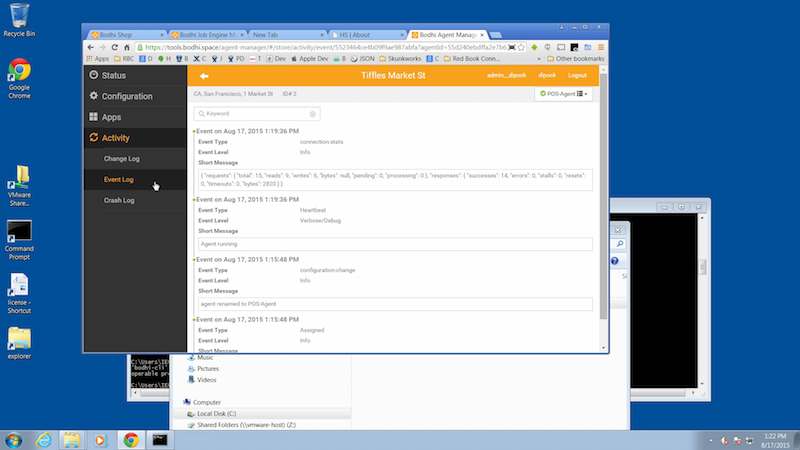 Recycle Bin
Google Chrome
VMware Share...
Command Prompt
license - Shortcut
explorer
Bodhi Shop
Bodhi Job Engine M
New Tab
HS | About
Bodhi Agent Manage
https://tools.bodhi.space/agent-manager/#/store/activity/event/5523464ce4b09f9ae987abfa?agentId=55d240ebdffa2e7b6
Apps
RBC
D
H
B
C
J
IT
PT
Dev
Apple Dev
B
JSON
Skunkworks
C
Red Book Conn...
Other bookmarks
Status
Configuration
Apps
Activity
Change Log
Event Log
Crash Log
Tiffles Market St
admin__dipock
dipock
Logout
CA, San Francisco, 1 Market St
ID# 2
POS-Agent
Keyword
Event on Aug 17, 2015 1:19:36 PM
Event Type connection.stats
Event Level Info
Short Message
{ "requests": { "total": 15, "reads": 9, "writes": 6, "bytes": null, "pending": 0, "processing": 0 }, "responses": { "successes": 14, "errors": 0, "stalls": 0, "resets":
0, "timeouts": 0, "bytes": 2820 } }
Event on Aug 17, 2015 1:19:36 PM
Event Type Heartbeat
Event Level Verbose/Debug
Short Message
Agent running
Event on Aug 17, 2015 1:15:48 PM
Event Type configuration:change
Event Level Info
Short Message
agent renamed to POS-Agent
Event on Aug 17, 2015 1:15:48 PM
Event Type Assigned
Event Level Info
Short Message
C:\Users\IE
'bodhi-cli'
operable pr
C:\Users\IE
Music
Pictures
Videos
Computer
Local Disk (C:)
Shared Folders (\\vmware-host) (Z:)
1:22 PM
8/17/2015